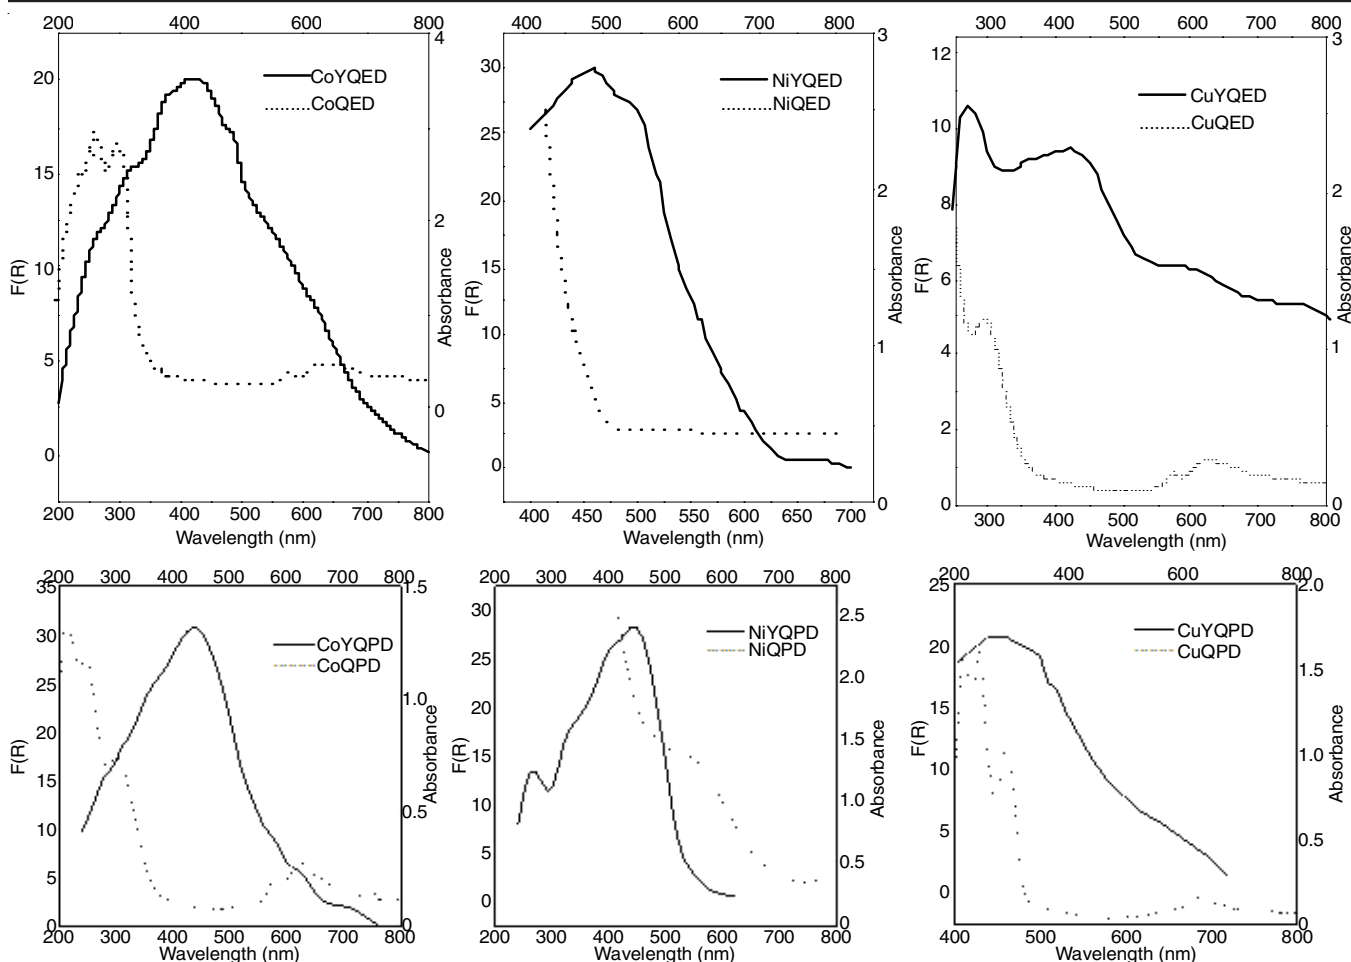 200 400 600 800
4
20
15
10
5
0
F(R)
CoYQED
CoQED
2
0
Absorbance
200 300 400 500 600 700 800
Wavelength (nm)
400 490 600 700 800
3
30
25
20
15
10
5
0
F(R)
NiYQED
NiQED
2
1
0
Absorbance
400 450 500 550 600 650 700
Wavelength (nm)
300 400 500 600 700 800
3
12
10
8
6
4
2
0
F(R)
CuYQED
CuQED
2
1
0
Absorbance
300 400 500 600 700 800
Wavelength (nm)
200 300 400 500 600 700 800
1.5
35
30
25
20
15
10
5
0
F(R)
CoYQPD
CoQPD
1.0
0.5
0
Absorbance
200 300 400 500 600 700 800
Wavelength (nm)
200 300 400 500 600 700 800
2.5
30
25
20
15
10
5
0
F(R)
NiYQPD
NiQPD
2.0
1.5
1.0
0.5
0
Absorbance
200 300 400 500 600 700 800
Wavelength (nm)
200 400 600 800
2.0
25
20
15
10
5
0
F(R)
CuYQPD
CuQPD
1.5
1.0
0.5
0
Absorbance
400 500 600 700 800
Wavelength (nm)